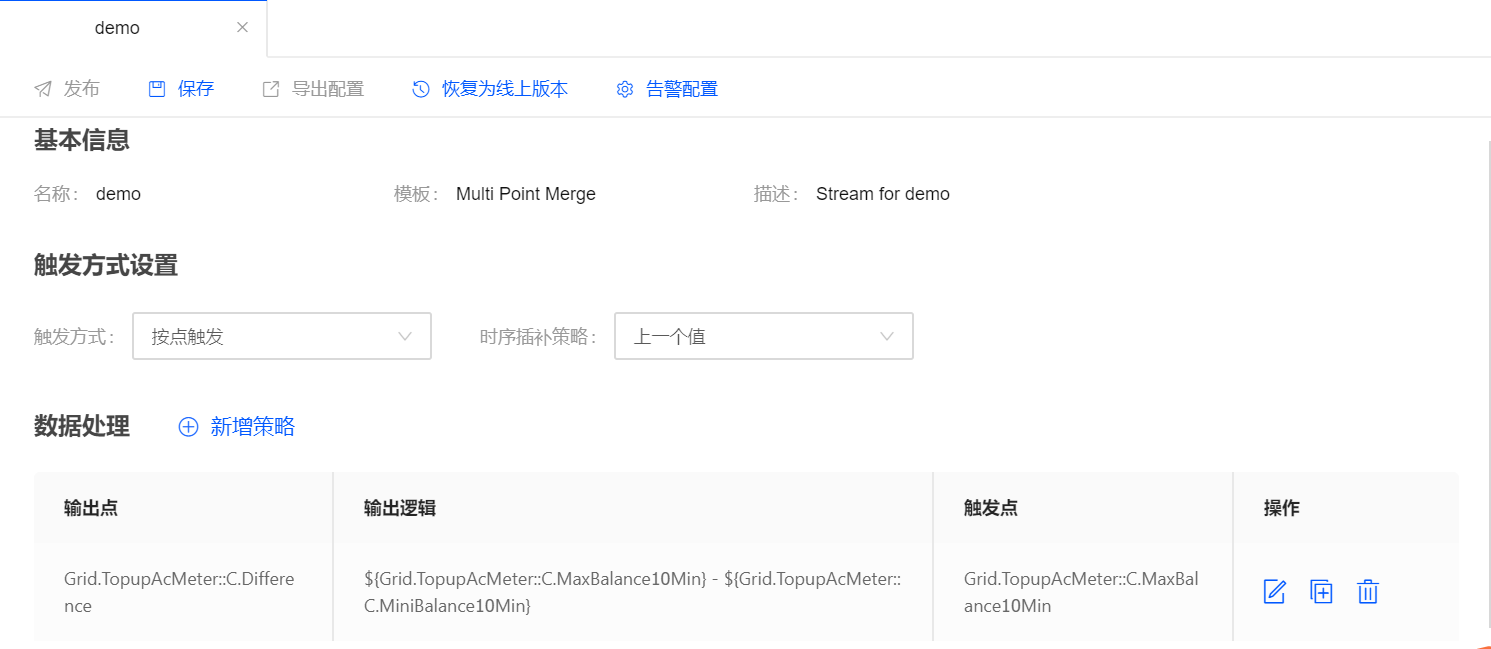 demo
发布 保存 导出配置 恢复为线上版本 告警配置
基本信息
名称: demo 模板: Multi Point Merge 描述: Stream for demo
触发方式设置
触发方式: 按点触发 时序插补策略: 上一个值
数据处理 新增策略
输出点 输出逻辑 触发点 操作
Grid.TopupAcMeter::C.Differe ${Grid.TopupAcMeter::C.MaxBalance10Min} - ${Grid.TopupAcMeter:: Grid.TopupAcMeter::C.MaxBal
nce C.MiniBalance10Min} ance10Min